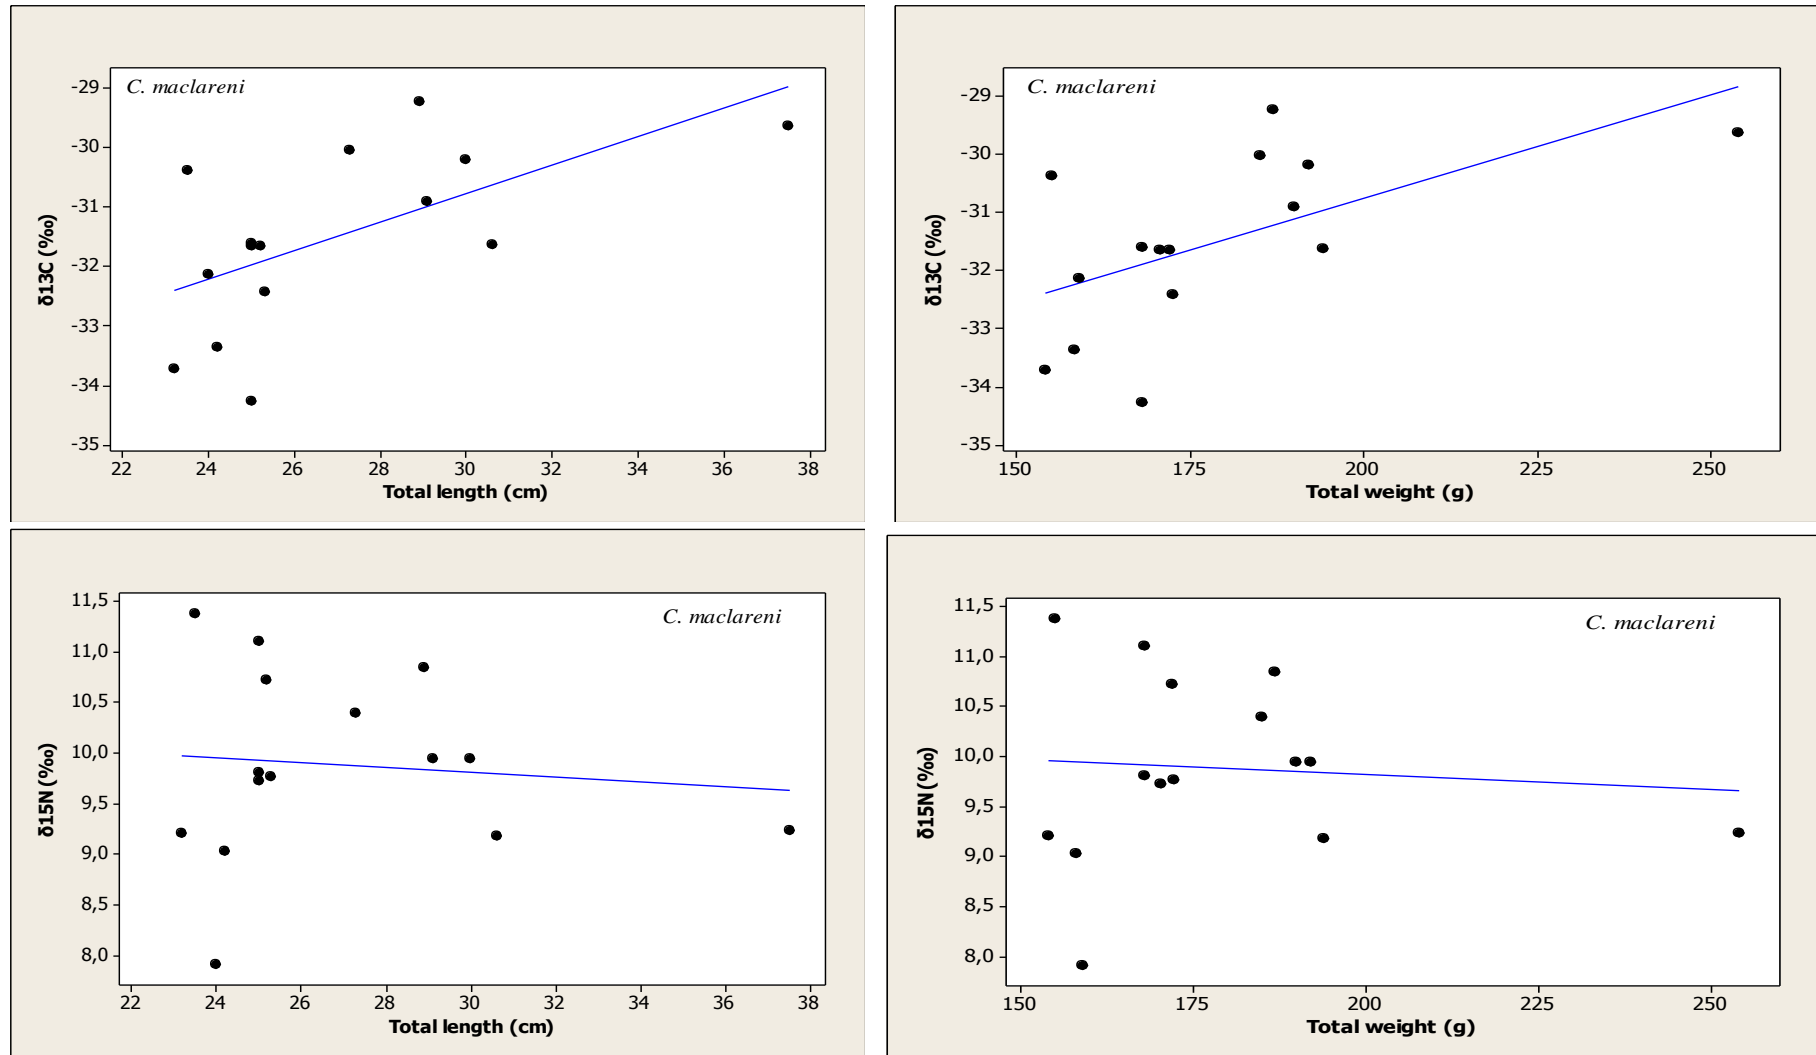 C. maclareni
-29
-30
-31
-32
-33
-34
-35
δ13C (‰)
22 24 26 28 30 32 34 36 38
Total length (cm)
C. maclareni
-29
-30
-31
-32
-33
-34
-35
δ13C (‰)
150 175 200 225 250
Total weight (g)
C. maclareni
11,5
11,0
10,5
10,0
9,5
9,0
8,5
8,0
δ15N (‰)
22 24 26 28 30 32 34 36 38
Total length (cm)
C. maclareni
11,5
11,0
10,5
10,0
9,5
9,0
8,5
8,0
δ15N (‰)
150 175 200 225 250
Total weight (g)